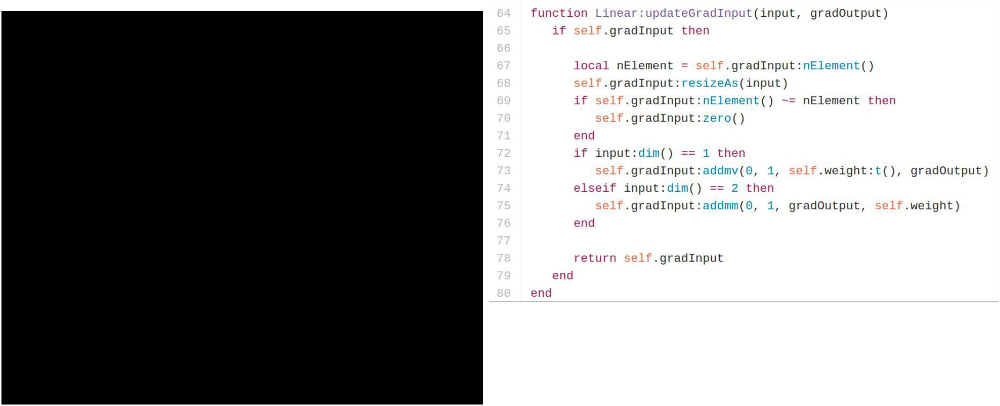 64 function Linear:updateGradInput(input, gradOutput)
65    if self.gradInput then
66
67       local nElement = self.gradInput:nElement()
68       self.gradInput:resizeAs(input)
69       if self.gradInput:nElement() ~= nElement then
70          self.gradInput:zero()
71       end
72       if input:dim() == 1 then
73          self.gradInput:addmv(0, 1, self.weight:t(), gradOutput)
74       elseif input:dim() == 2 then
75          self.gradInput:addmm(0, 1, gradOutput, self.weight)
76       end
77
78       return self.gradInput
79    end
80 end